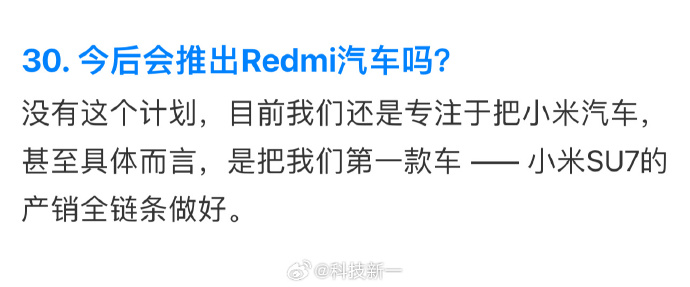 30. 今后会推出Redmi汽车吗？
没有这个计划，目前我们还是专注于把小米汽车，
甚至具体而言，是把我们第一款车 —— 小米SU7的
产销全链条做好。
@科技新一